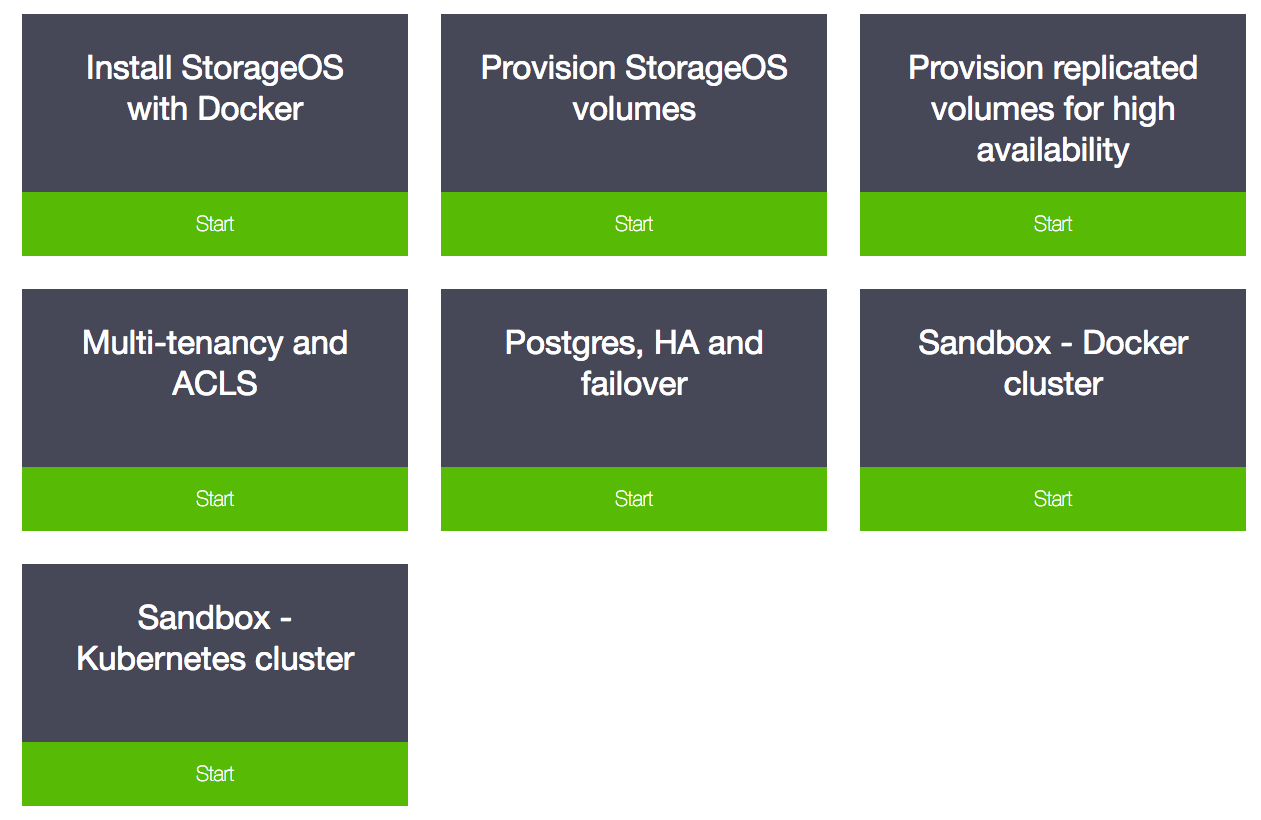 Install StorageOS
with Docker
Start
Provision StorageOS
volumes
Start
Provision replicated
volumes for high
availability
Start
Multi-tenancy and
ACLS
Start
Postgres, HA and
failover
Start
Sandbox - Docker
cluster
Start
Sandbox -
Kubernetes cluster
Start